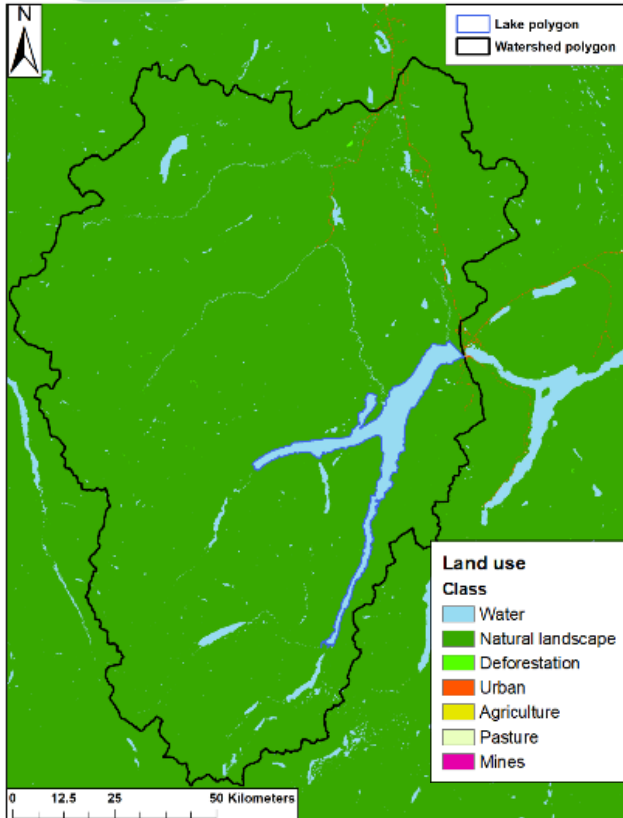 N
Lake polygon
Watershed polygon
Land use
Class
Water
Natural landscape
Deforestation
Urban
Agriculture
Pasture
Mines
0 12.5 25 50 Kilometers